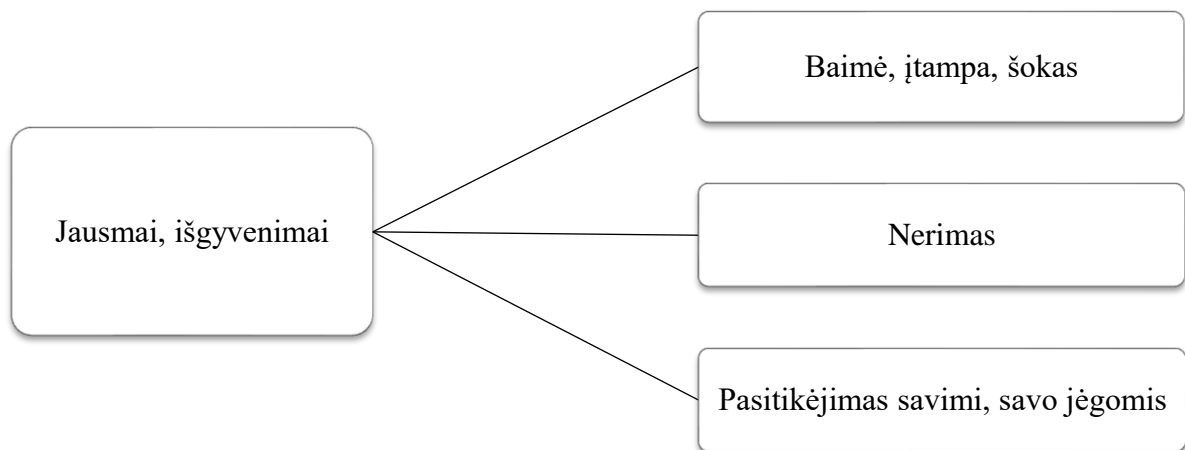 Baimė, įtampa, šokas
Jausmai, išgyvenimai
Nerimas
Pasitikėjimas savimi, savo jėgomis